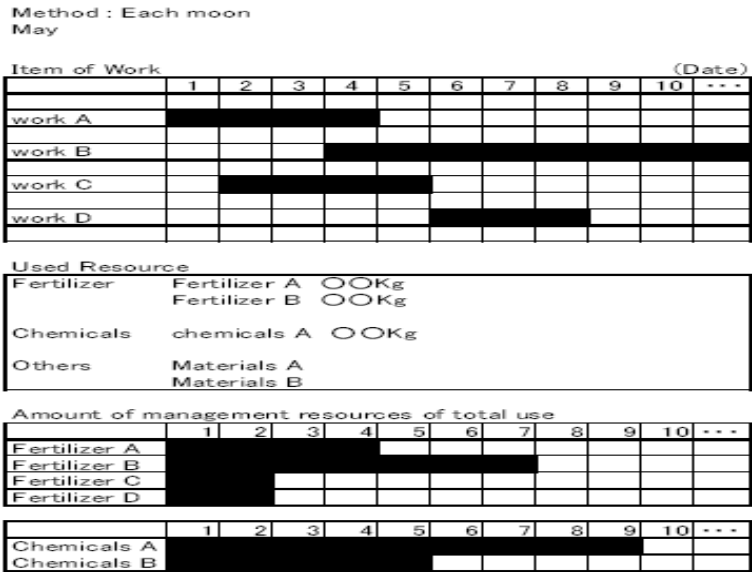 Method : Each moon
May
Item of Work (Date)
1 2 3 4 5 6 7 8 9 10 ・・・
work A
work B
work C
work D
Used Resource
Fertilizer Fertilizer A ○○Kg
Fertilizer B ○○Kg
Chemicals chemicals A ○○Kg
Others Materials A
Materials B
Amount of management resources of total use
1 2 3 4 5 6 7 8 9 10 ・・・
Fertilizer A
Fertilizer B
Fertilizer C
Fertilizer D
1 2 3 4 5 6 7 8 9 10 ・・・
Chemicals A
Chemicals B